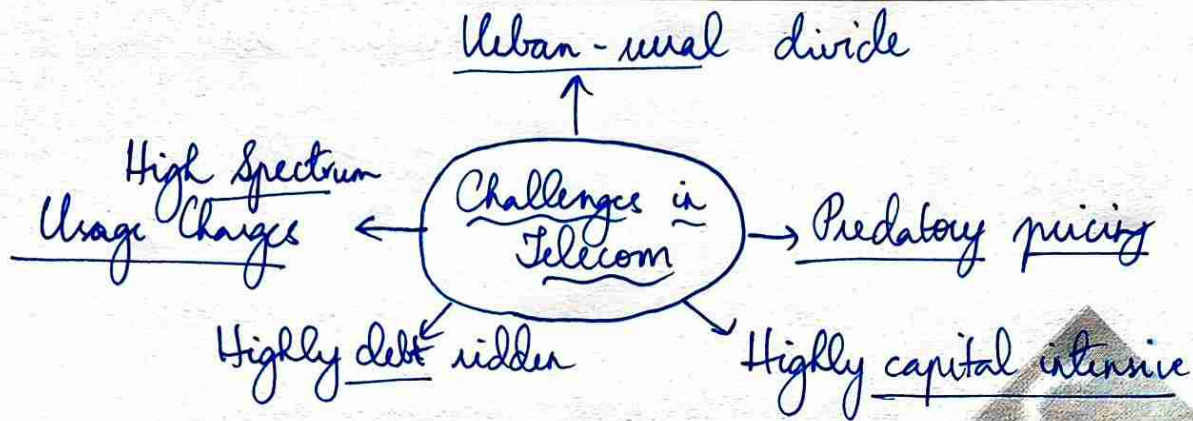 Urban-rural divide
High Spectrum
Usage Charges
Challenges in
Telecom
Predatory pricing
Highly debt ridden
Highly capital intensive